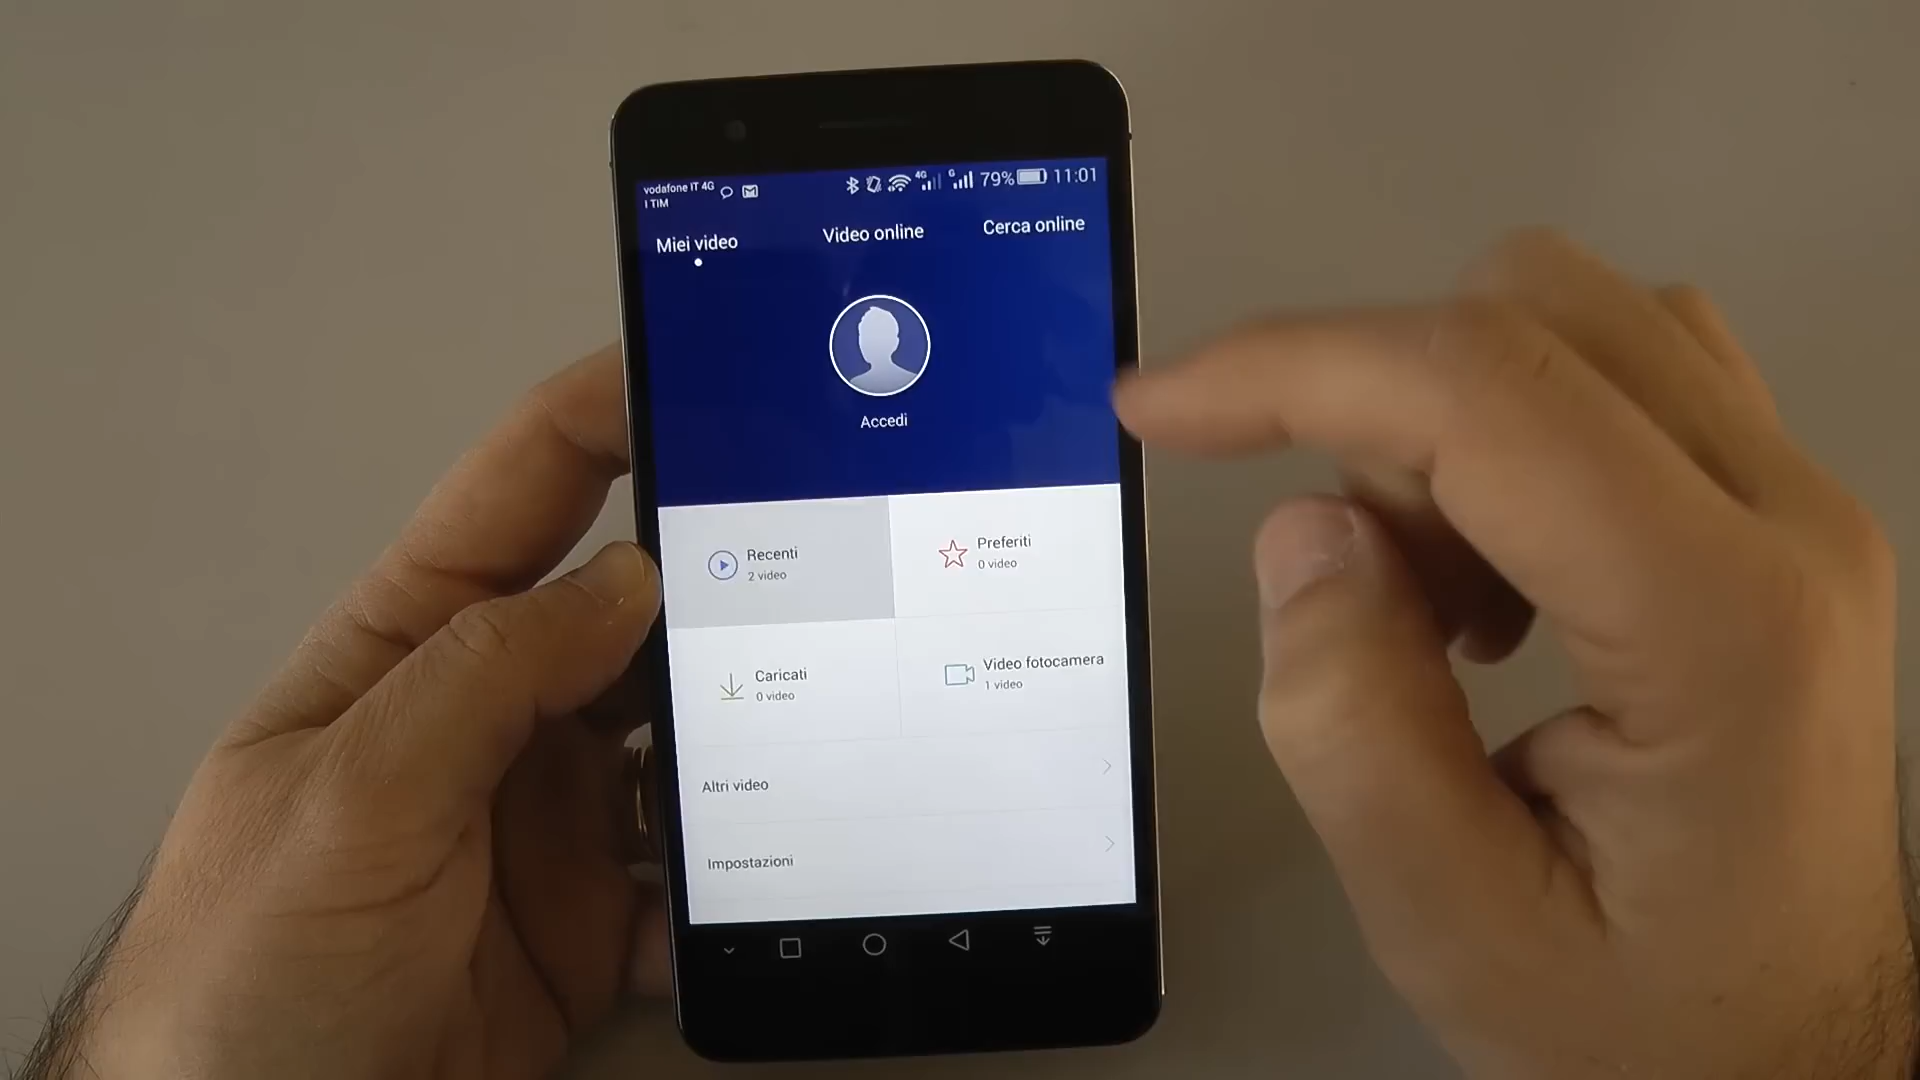 vodafone IT 4G
I TIM
4G G 79% 11:01
Miei video
Video online
Cerca online
Accedi
Recenti
2 video
Preferiti
0 video
Caricati
0 video
Video fotocamera
1 video
Altri video
Impostazioni